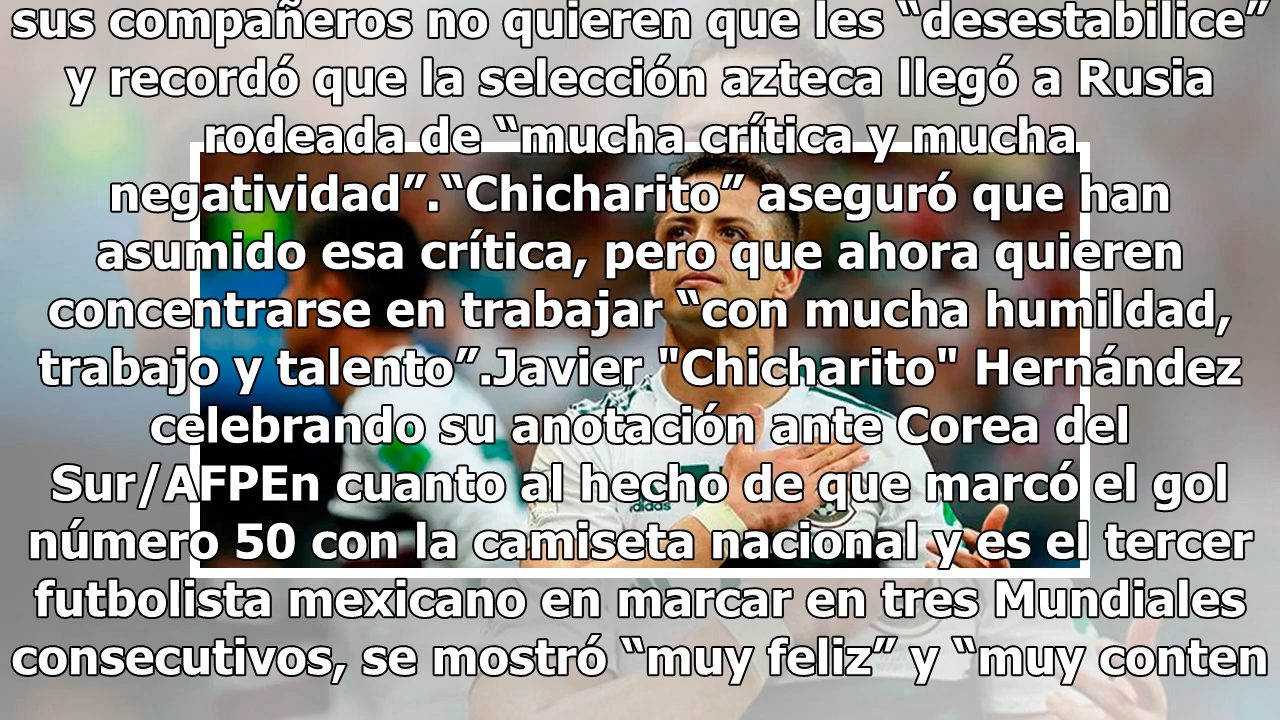 sus compañeros no quieren que les “desestabilice”
y recordó que la selección azteca llegó a Rusia
rodeada de “mucha crítica y mucha
negatividad”.“Chicharito” aseguró que han
asumido esa crítica, pero que ahora quieren
concentrarse en trabajar “con mucha humildad,
trabajo y talento”.Javier "Chicharito" Hernández
celebrando su anotación ante Corea del
Sur/AFPEn cuanto al hecho de que marcó el gol
adidas
número 50 con la camiseta nacional y es el tercer
futbolista mexicano en marcar en tres Mundiales
consecutivos, se mostró “muy feliz” y “muy conten